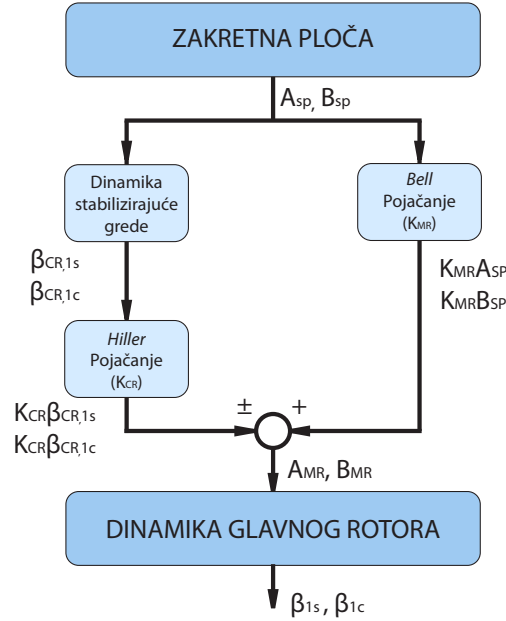 ZAKRETNA PLOČA
Asp, Bsp
Dinamika
stabilizirajuće
grede
Bell
Pojačanje
(KMR)
βCR,1s
βCR,1c
KMRASP
KMRBSP
Hiller
Pojačanje
(KCR)
KCRβCR,1s
KCRβCR,1c
± +
AMR, BMR
DINAMIKA GLAVNOG ROTORA
β1s , β1c